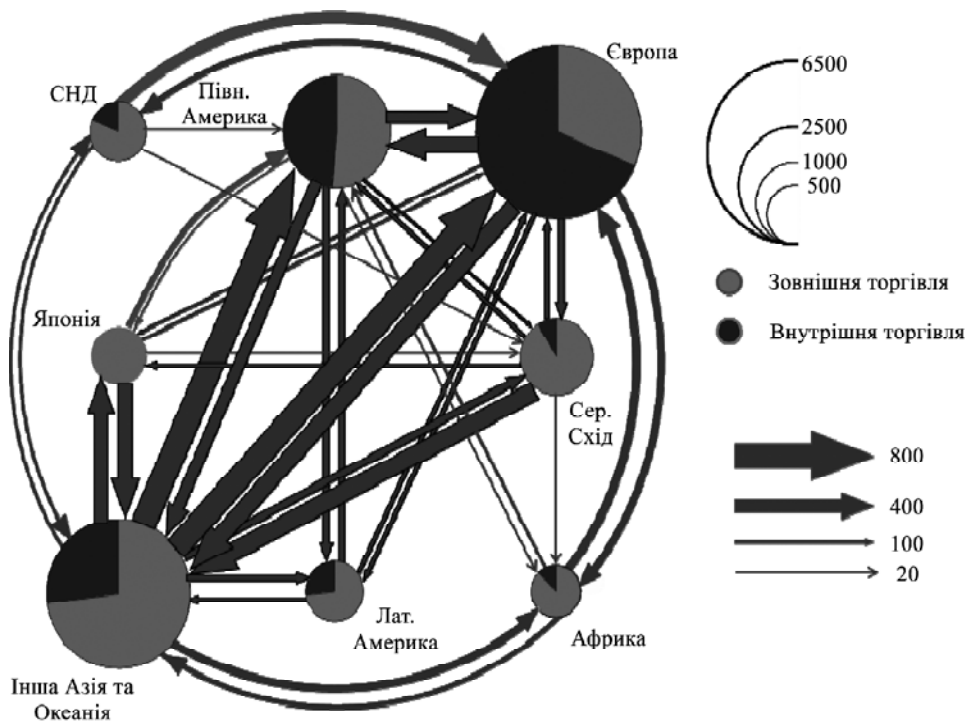 Європа
СНД
Півн.
Америка
6500
2500
1000
500
Зовнішня торгівля
Внутрішня торгівля
Японія
Сер.
Схід
800
400
100
20
Лат.
Америка
Африка
Інша Азія та
Океанія